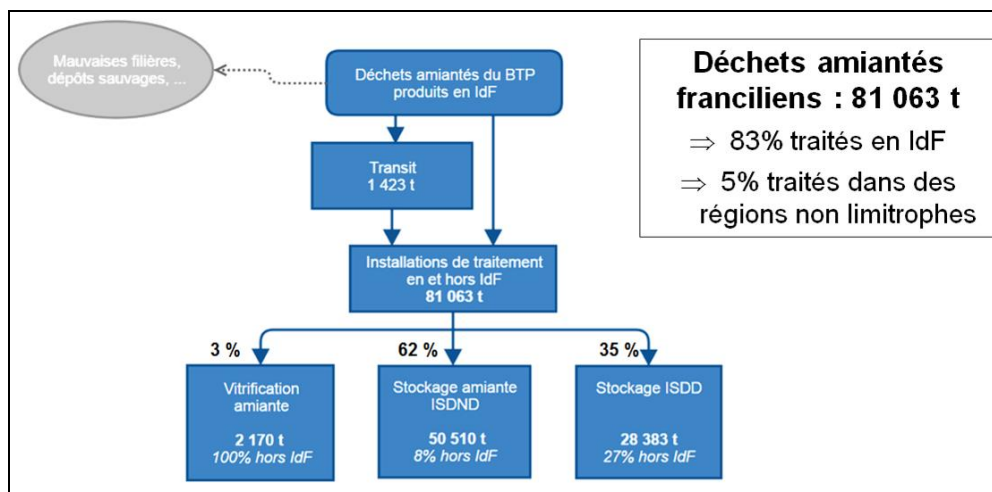 Mauvaises filières,
dépôts sauvages, ...
Déchets amiantés du BTP
produits en IdF
Déchets amiantés
franciliens : 81 063 t
⇒ 83% traités en IdF
⇒ 5% traités dans des
régions non limitrophes
Transit
1 423 t
Installations de traitement
en et hors IdF
81 063 t
3 %
62 %
35 %
Vitrification
amiante
2 170 t
100% hors IdF
Stockage amiante
ISDND
50 510 t
8% hors IdF
Stockage ISDD
28 383 t
27% hors IdF